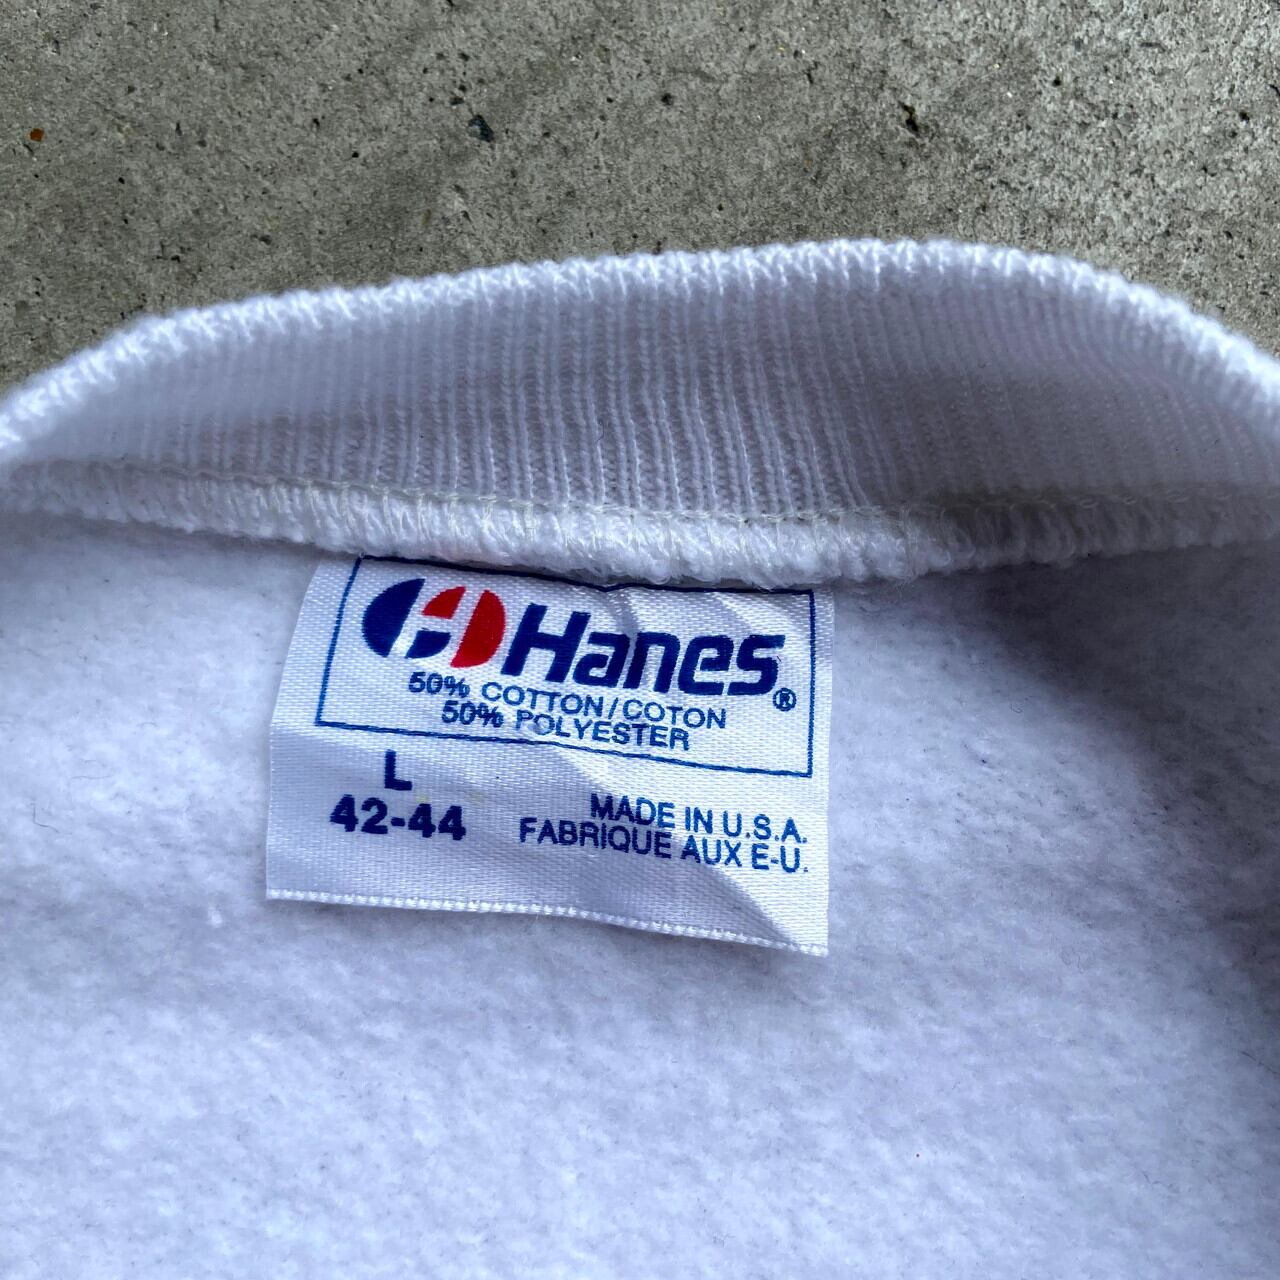 Hanes®
50% COTTON/COTON
50% POLYESTER
L
42-44
MADE IN U.S.A.
FABRIQUE AUX E-U.